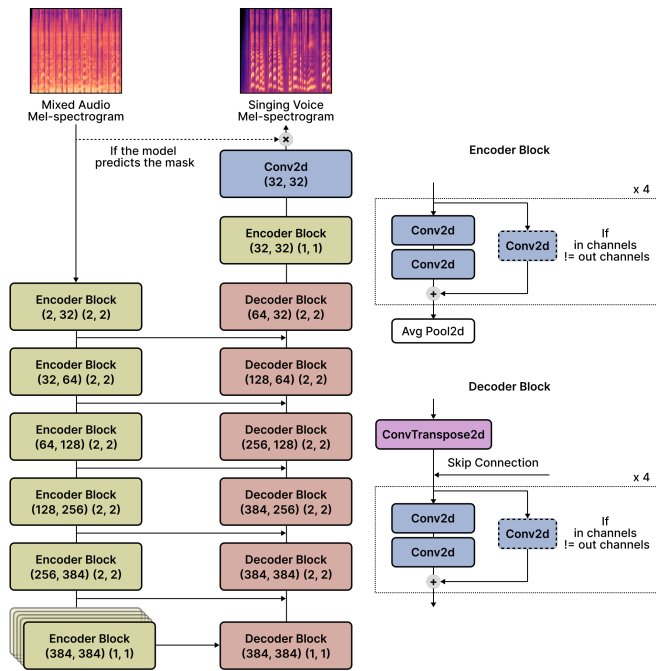 Mixed Audio
Mel-spectrogram
Singing Voice
Mel-spectrogram
If the model
predicts the mask
×
Conv2d
(32, 32)
Encoder Block
(32, 32) (1, 1)
Encoder Block
(2, 32) (2, 2)
Decoder Block
(64, 32) (2, 2)
Encoder Block
(32, 64) (2, 2)
Decoder Block
(128, 64) (2, 2)
Encoder Block
(64, 128) (2, 2)
Decoder Block
(256, 128) (2, 2)
Encoder Block
(128, 256) (2, 2)
Decoder Block
(384, 256) (2, 2)
Encoder Block
(256, 384) (2, 2)
Decoder Block
(384, 384) (2, 2)
Encoder Block
(384, 384) (1, 1)
Decoder Block
(384, 384) (1, 1)
Encoder Block
x 4
Conv2d
Conv2d
Conv2d
If
in channels
!= out channels
+
Avg Pool2d
Decoder Block
ConvTranspose2d
Skip Connection
x 4
Conv2d
Conv2d
Conv2d
If
in channels
!= out channels
+